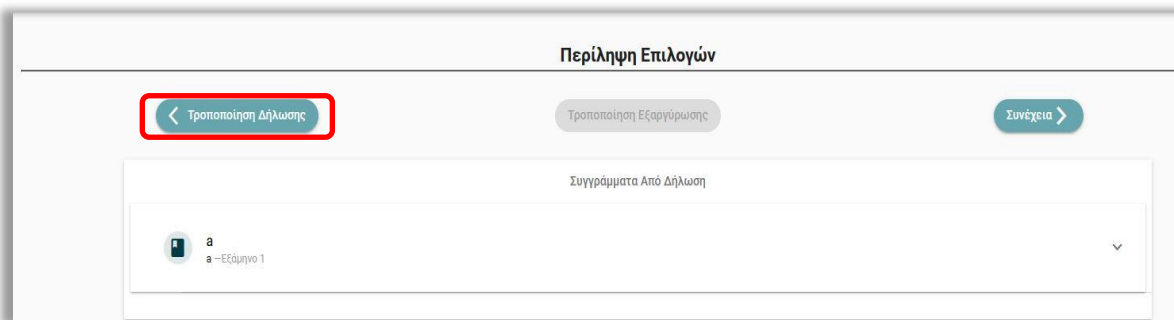 Περίληψη Επιλογών
Τροποποίηση Δήλωσης
Τροποποίηση Εξαργύρωσης
Συνέχεια
Συγγράμματα Από Δήλωση
a
a –Εξάμηνο 1